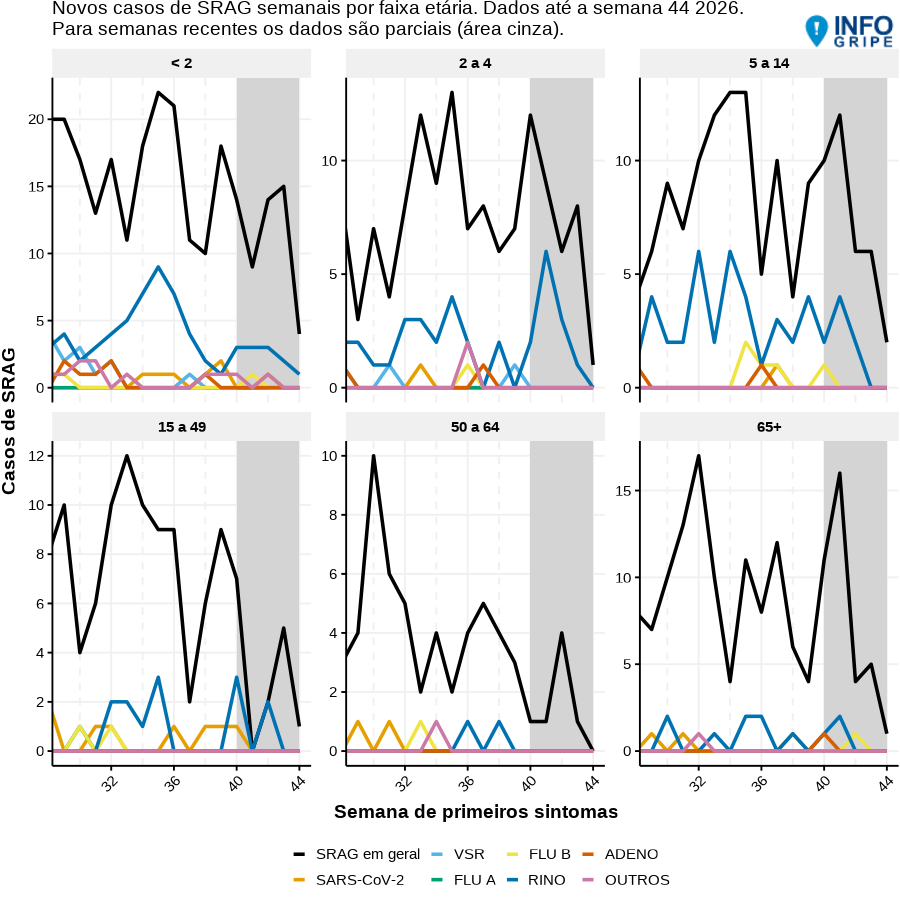 Novos casos de SRAG semanais por faixa etária. Dados até a semana 44 2026.
Para semanas recentes os dados são parciais (área cinza).
INFO
GRIPE
< 2
2 a 4
5 a 14
20
15
10
5
0
10
5
0
10
5
0
Casos de SRAG
15 a 49
50 a 64
65+
12
10
8
6
4
2
0
10
8
6
4
2
0
15
10
5
0
32 36 40 44
32 36 40 44
32 36 40 44
Semana de primeiros sintomas
SRAG em geral VSR FLU B ADENO
SARS-CoV-2 FLU A RINO OUTROS